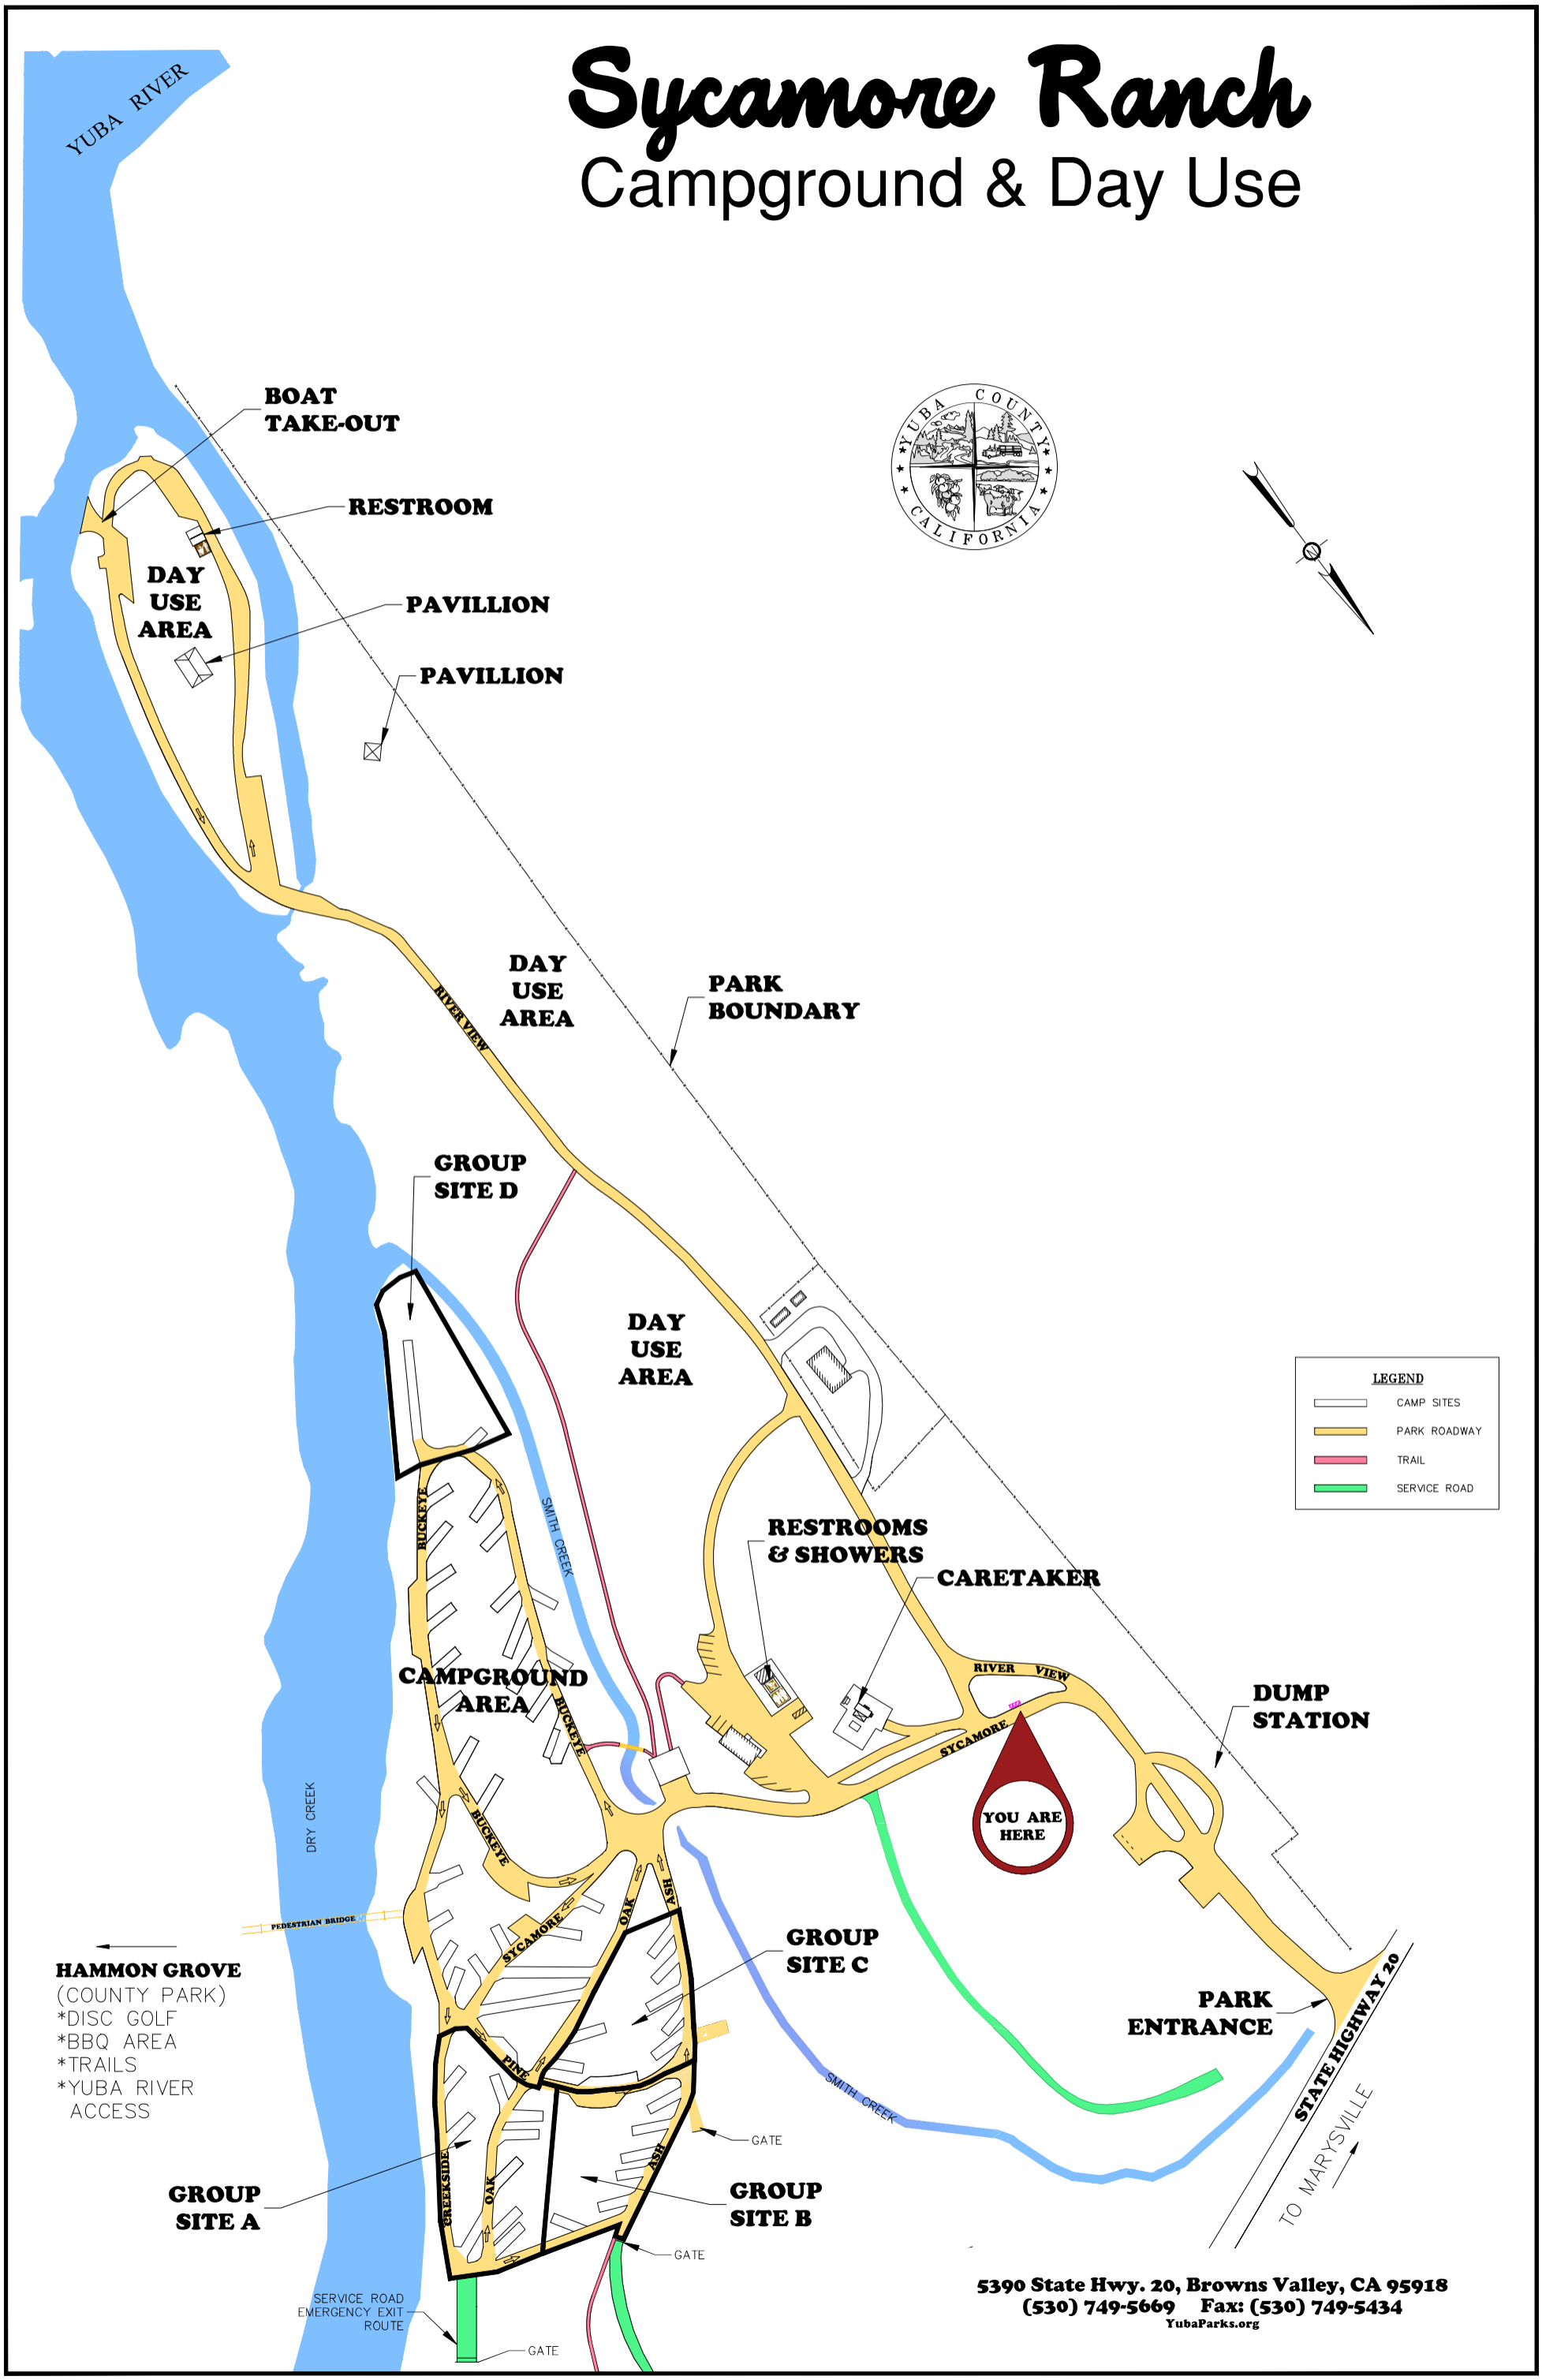 Sycamore Ranch
Campground & Day Use
YUBA RIVER
YUBA COUNTY
CALIFORNIA
N
BOAT
TAKE-OUT
RESTROOM
DAY
USE
AREA
PAVILLION
PAVILLION
DAY
USE
AREA
PARK
BOUNDARY
RIVER VIEW
GROUP
SITE D
DAY
USE
AREA
LEGEND
CAMP SITES
PARK ROADWAY
TRAIL
SERVICE ROAD
BUCKEYE
SMITH CREEK
RESTROOMS
& SHOWERS
CARETAKER
CAMPGROUND
AREA
BUCKEYE
RIVER VIEW
SYCAMORE
DUMP
STATION
YOU ARE
HERE
DRY CREEK
BUCKEYE
OAK
ASH
SYCAMORE
PEDESTRIAN BRIDGE
HAMMON GROVE
(COUNTY PARK)
*DISC GOLF
*BBQ AREA
*TRAILS
*YUBA RIVER
ACCESS
GROUP
SITE C
PARK
ENTRANCE
STATE HIGHWAY 20
TO MARYSVILLE
PINE
SMITH CREEK
GATE
CREEKSIDE
OAK
ASH
GROUP
SITE A
GROUP
SITE B
GATE
SERVICE ROAD
EMERGENCY EXIT
ROUTE
GATE
5390 State Hwy. 20, Browns Valley, CA 95918
(530) 749-5669 Fax: (530) 749-5434
YubaParks.org